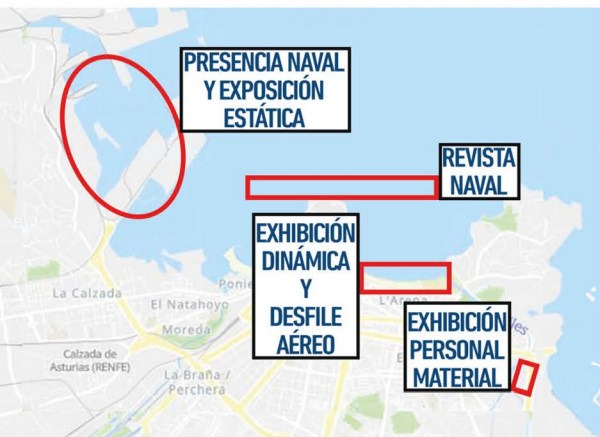 PRESENCIA NAVAL
Y EXPOSICIÓN
ESTÁTICA
REVISTA
NAVAL
EXHIBICIÓN
DINÁMICA
Y
DESFILE
AÉREO
Ponie
L'Arena
La Calzada
El Natahoyo
Moreda
Calzada de
Asturias (RENFE)
La Braña /
Perchera
EXHIBICIÓN
PERSONAL
MATERIAL